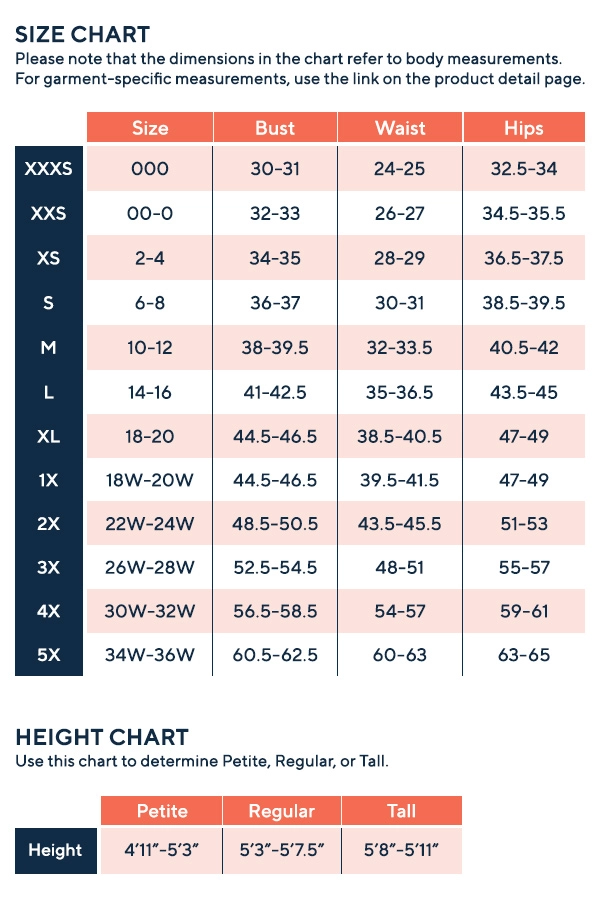 SIZE CHART
Please note that the dimensions in the chart refer to body measurements.
For garment-specific measurements, use the link on the product detail page.
Size Bust Waist Hips
XXXS 000 30-31 24-25 32.5-34
XXS 00-0 32-33 26-27 34.5-35.5
XS 2-4 34-35 28-29 36.5-37.5
S 6-8 36-37 30-31 38.5-39.5
M 10-12 38-39.5 32-33.5 40.5-42
L 14-16 41-42.5 35-36.5 43.5-45
XL 18-20 44.5-46.5 38.5-40.5 47-49
1X 18W-20W 44.5-46.5 39.5-41.5 47-49
2X 22W-24W 48.5-50.5 43.5-45.5 51-53
3X 26W-28W 52.5-54.5 48-51 55-57
4X 30W-32W 56.5-58.5 54-57 59-61
5X 34W-36W 60.5-62.5 60-63 63-65
HEIGHT CHART
Use this chart to determine Petite, Regular, or Tall.
Petite Regular Tall
Height 4’11”-5’3” 5’3”-5’7.5” 5’8”-5’11”